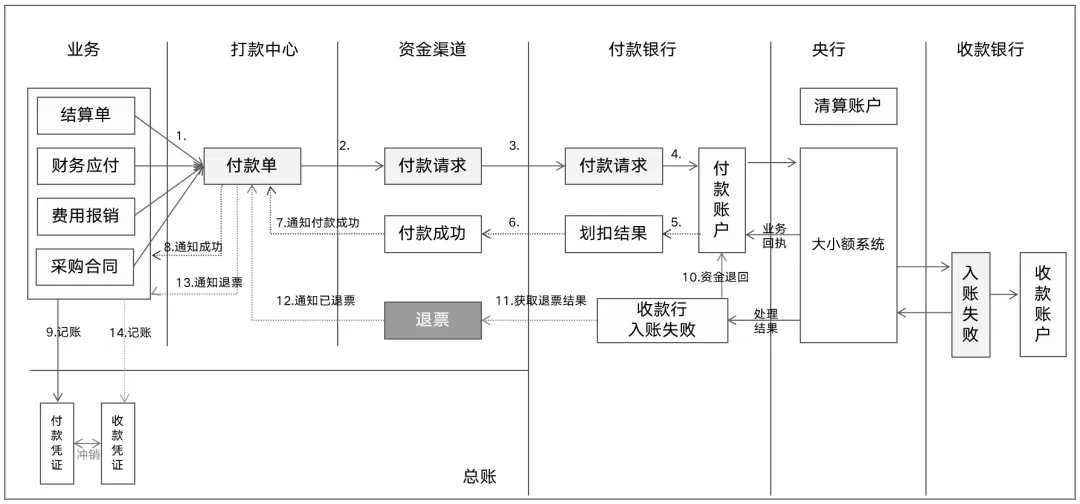 业务
打款中心
资金渠道
付款银行
央行
收款银行
结算单
清算账户
1.
2.
3.
4.
财务应付
付款单
付款请求
付款请求
付款账户
费用报销
7.通知付款成功
付款成功
6.
划扣结果
5.
业务
回执
大小额系统
8.通知成功
采购合同
13.通知退票
12.通知已退票
11.获取退票结果
10.资金退回
入账失败
收款账户
退票
收款行
入账失败
处理
结果
9.记账
14.记账
付款凭证
冲销
收款凭证
总账